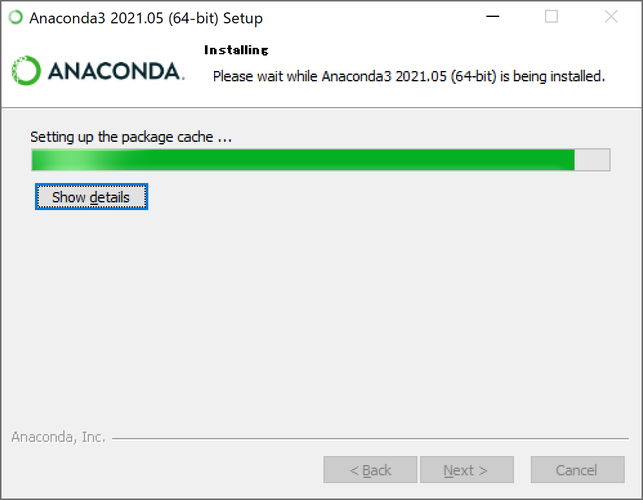 Anaconda3 2021.05 (64-bit) Setup
Installing
ANACONDA.
Please wait while Anaconda3 2021.05 (64-bit) is being installed.
Setting up the package cache ...
Show details
Anaconda, Inc.
< Back
Next >
Cancel